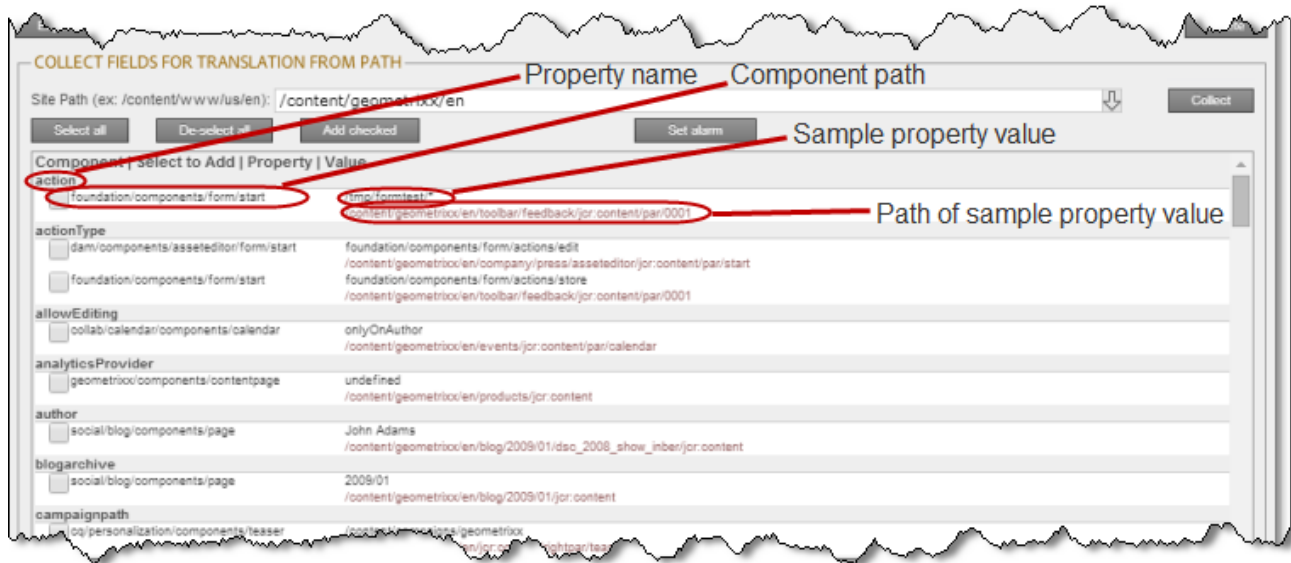 COLLECT FIELDS FOR TRANSLATION FROM PATH
Property name
Component path
Site Path (ex: /content/www/us/en): /content/geometrixx/en
Collect
Select all
De-select all
Add checked
Set alarm
Sample property value
Component | Select to Add | Property | Value
action
foundation/components/form/start /tmp/formtest/*
/content/geometrixx/en/toolbar/feedback/jcr:content/par/0001
Path of sample property value
actionType
dam/components/asseteditor/form/start foundation/components/form/actions/edit
/content/geometrixx/en/company/press/asseteditor/jcr:content/par/start
foundation/components/form/start foundation/components/form/actions/store
/content/geometrixx/en/toolbar/feedback/jcr:content/par/0001
allowEditing
collab/calendar/components/calendar onlyOnAuthor
/content/geometrixx/en/events/jcr:content/par/calendar
analyticsProvider
geometrixx/components/contentpage undefined
/content/geometrixx/en/products/jcr:content
author
social/blog/components/page John Adams
/content/geometrixx/en/blog/2009/01/dsc_2008_show_inber/jcr:content
blogarchive
social/blog/components/page 2009/01
/content/geometrixx/en/blog/2009/01/jcr:content
campaignpath
cq/personalization/components/teaser /content/campaigns/geometrixx